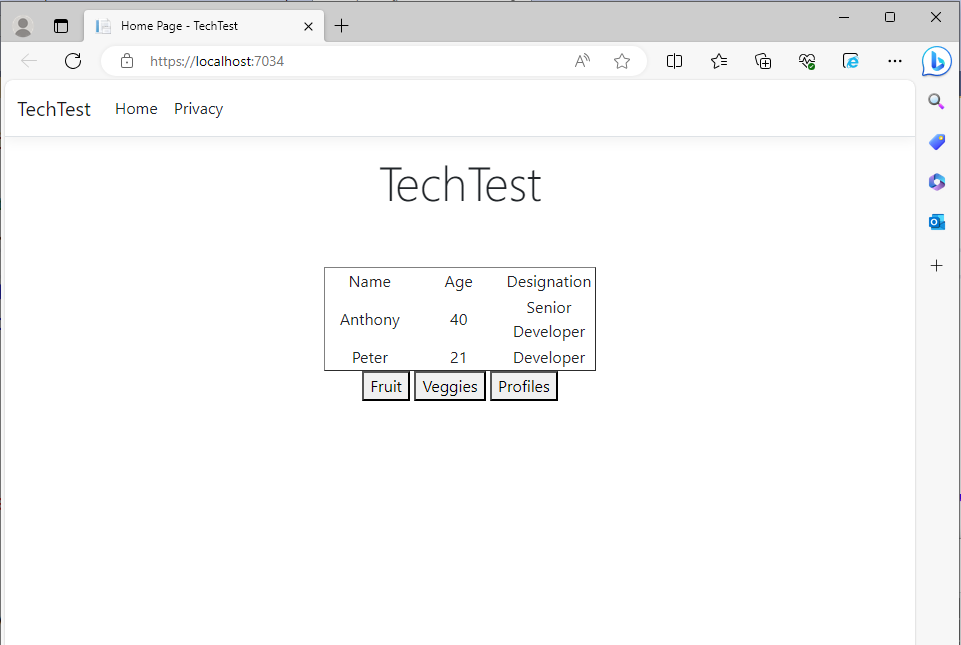 Home Page - TechTest
https://localhost:7034
TechTest Home Privacy
TechTest
Name Age Designation
Anthony 40 Senior
Developer
Peter 21 Developer
Fruit Veggies Profiles